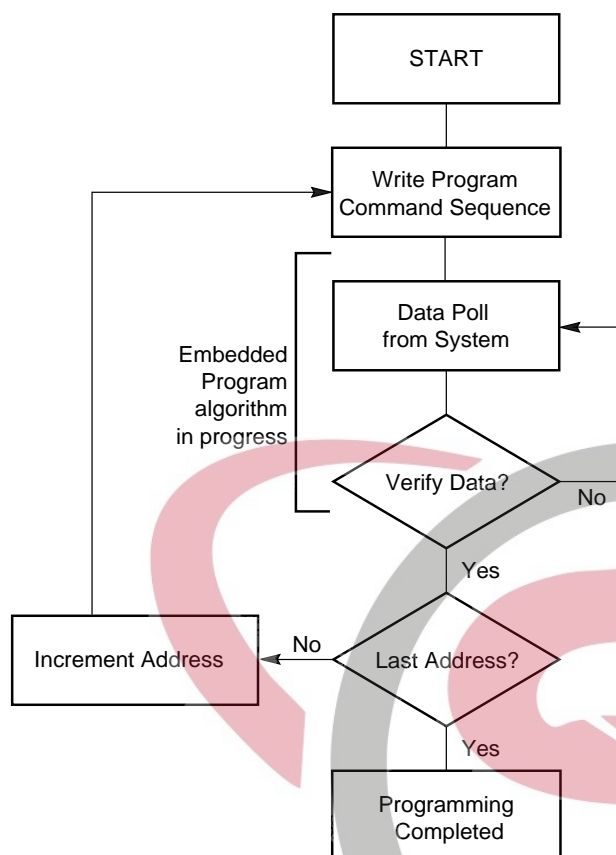 START
Write Program
Command Sequence
Data Poll
from System
Embedded
Program
algorithm
in progress
Verify Data?
No
Yes
Increment Address
No
Last Address?
Yes
Programming
Completed